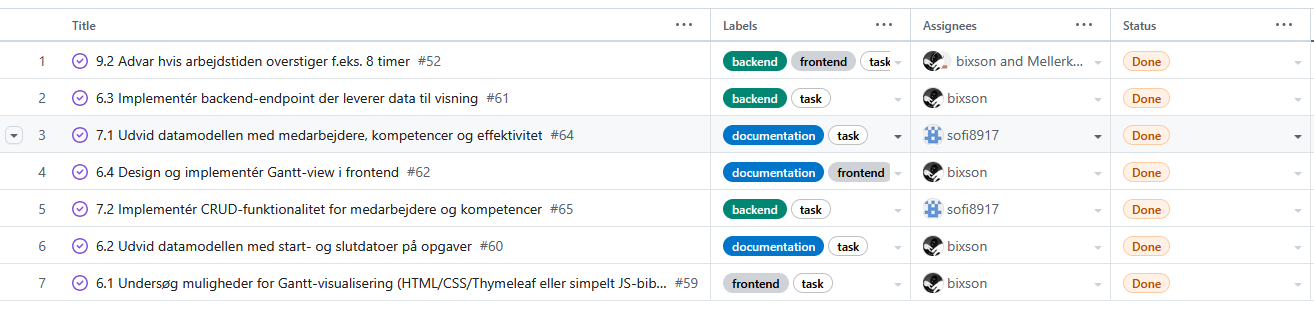 Title ... Labels ... Assignees ... Status ...
1 9.2 Advar hvis arbejdstiden overstiger f.eks. 8 timer #52 backend frontend task bixson and Mellerk... Done
2 6.3 Implementér backend-endpoint der leverer data til visning #61 backend task bixson Done
3 7.1 Udvid datamodellen med medarbejdere, kompetencer og effektivitet #64 documentation task sofi8917 Done
4 6.4 Design og implementér Gantt-view i frontend #62 documentation frontend bixson Done
5 7.2 Implementér CRUD-funktionalitet for medarbejdere og kompetencer #65 backend task sofi8917 Done
6 6.2 Udvid datamodellen med start- og slutdatoer på opgaver #60 documentation task bixson Done
7 6.1 Undersøg muligheder for Gantt-visualisering (HTML/CSS/Thymeleaf eller simpelt JS-bib... #59 frontend task bixson Done